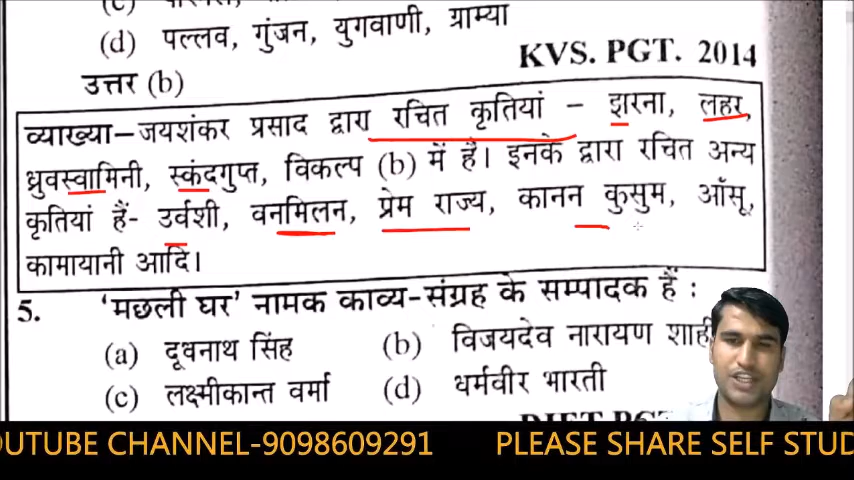 (d) पल्लव, गुंजन, युगवाणी, ग्राम्या
KVS. PGT. 2014
उत्तर (b)
व्याख्या–जयशंकर प्रसाद द्वारा रचित कृतियां – झरना, लहर,
ध्रुवस्वामिनी, स्कंदगुप्त, विकल्प (b) में है। इनके द्वारा रचित अन्य
कृतियां हैं- उर्वशी, वनमिलन, प्रेम राज्य, कानन कुसुम, आँसू,
कामायानी आदि।
5. 'मछली घर' नामक काव्य-संग्रह के सम्पादक हैं :
(a) दूधनाथ सिंह (b) विजयदेव नारायण शाही
(c) लक्ष्मीकान्त वर्मा (d) धर्मवीर भारती
OUTUBE CHANNEL-9098609291 PLEASE SHARE SELF STUD